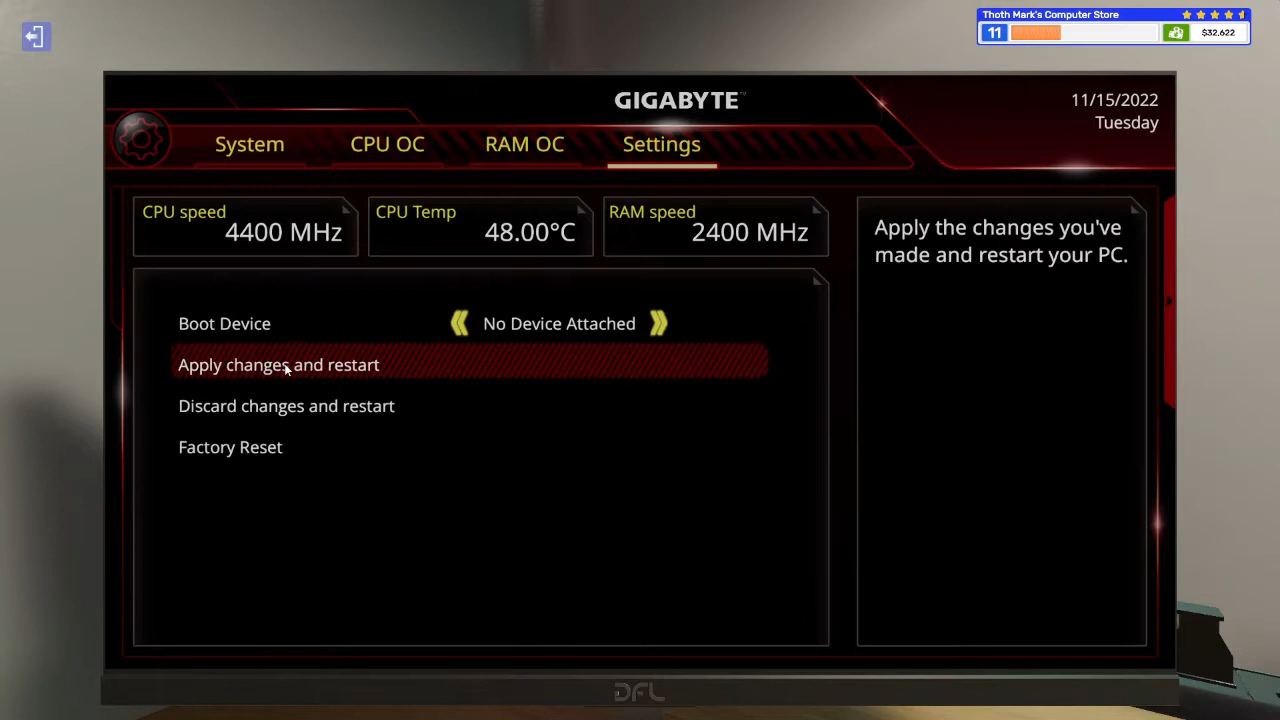 Thoth Mark's Computer Store
11
$32,622
GIGABYTE™
11/15/2022
Tuesday
System
CPU OC
RAM OC
Settings
CPU speed
4400 MHz
CPU Temp
48.00°C
RAM speed
2400 MHz
Apply the changes you've
made and restart your PC.
Boot Device
No Device Attached
Apply changes and restart
Discard changes and restart
Factory Reset
DFL